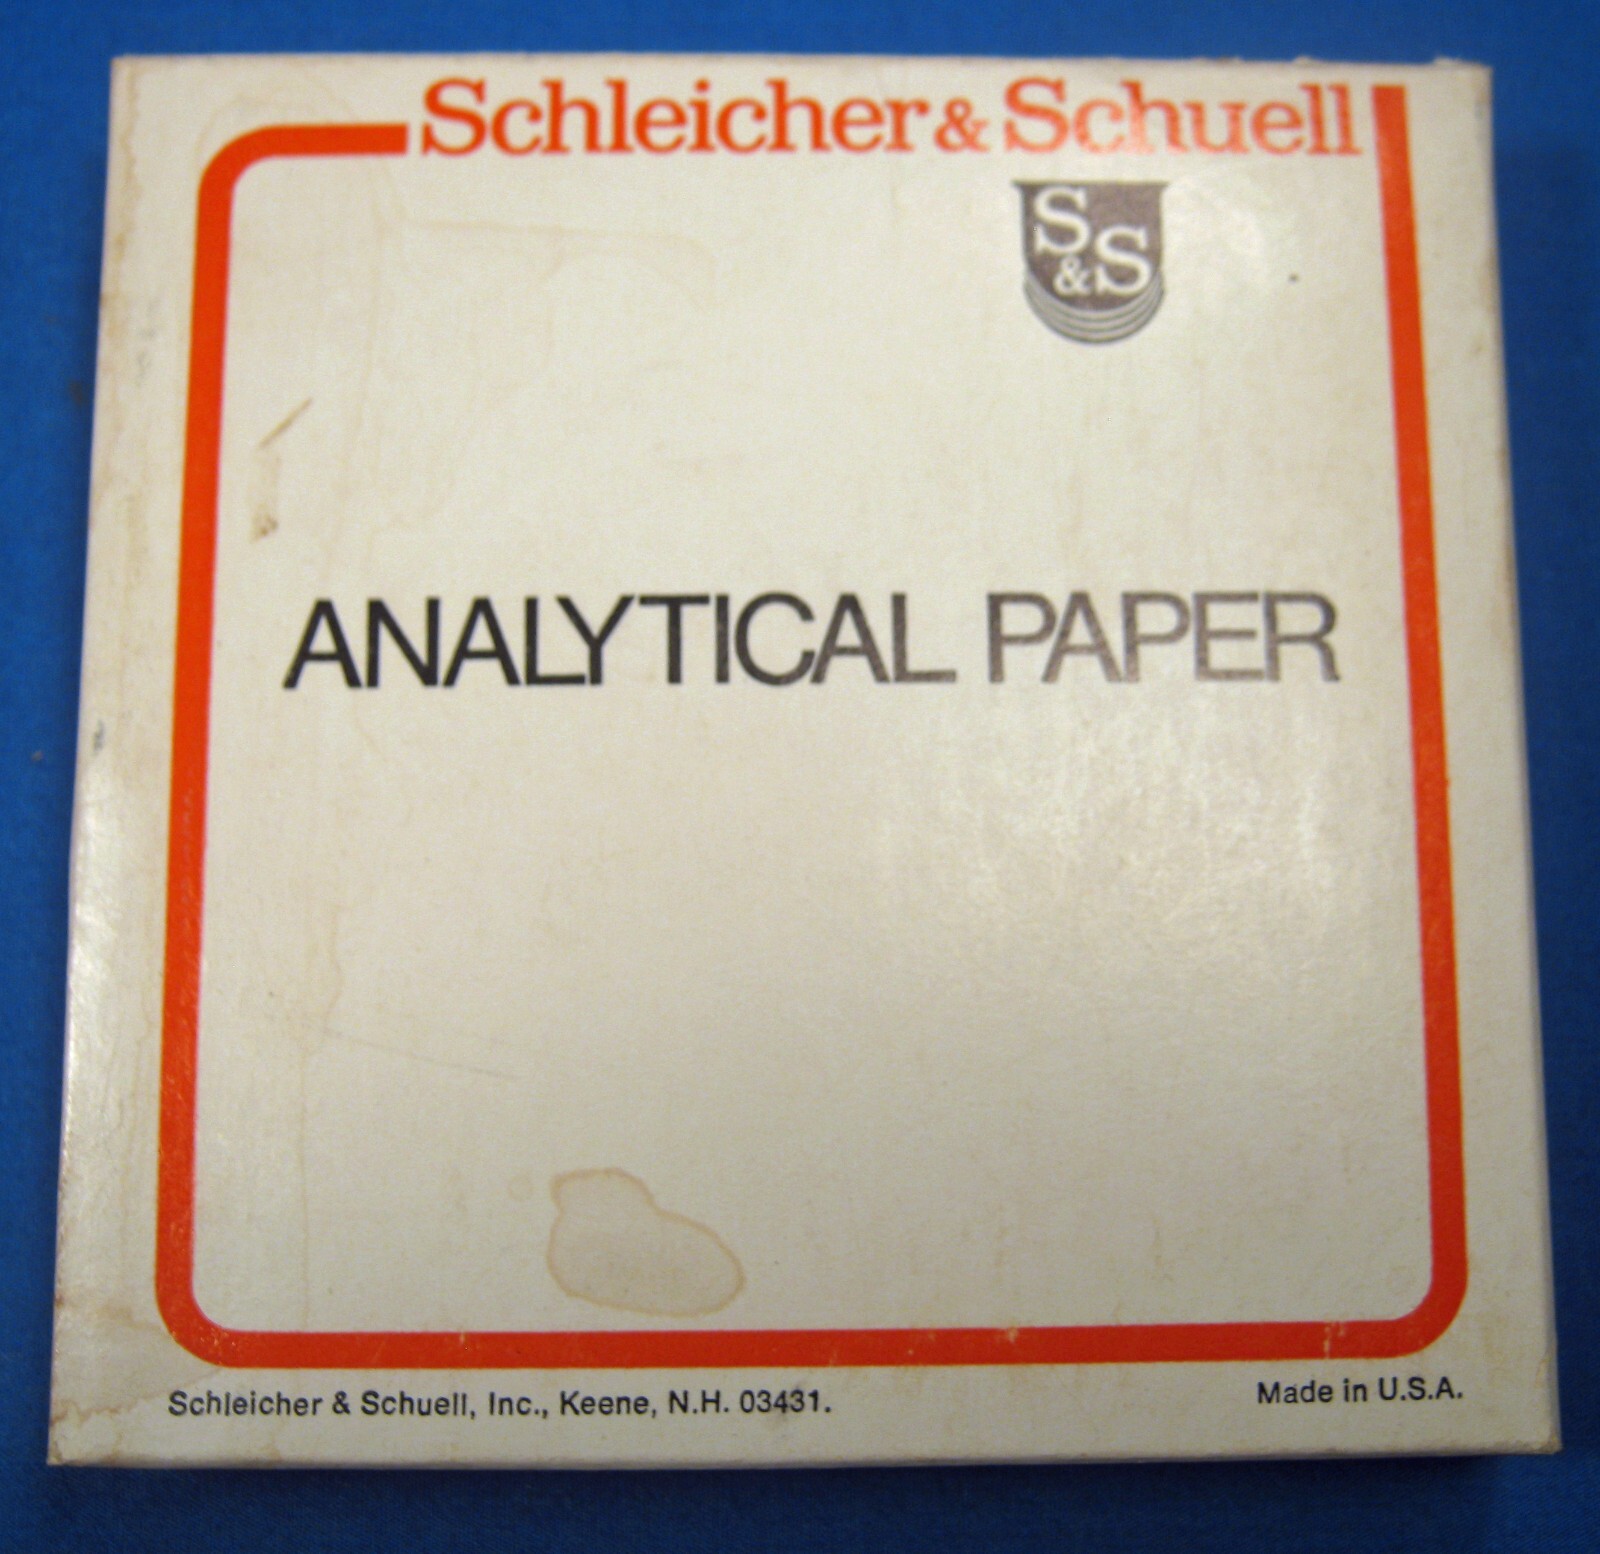 Schleicher & Schuell
S&S
ANALYTICAL PAPER
Schleicher & Schuell, Inc., Keene, N.H. 03431.
Made in U.S.A.